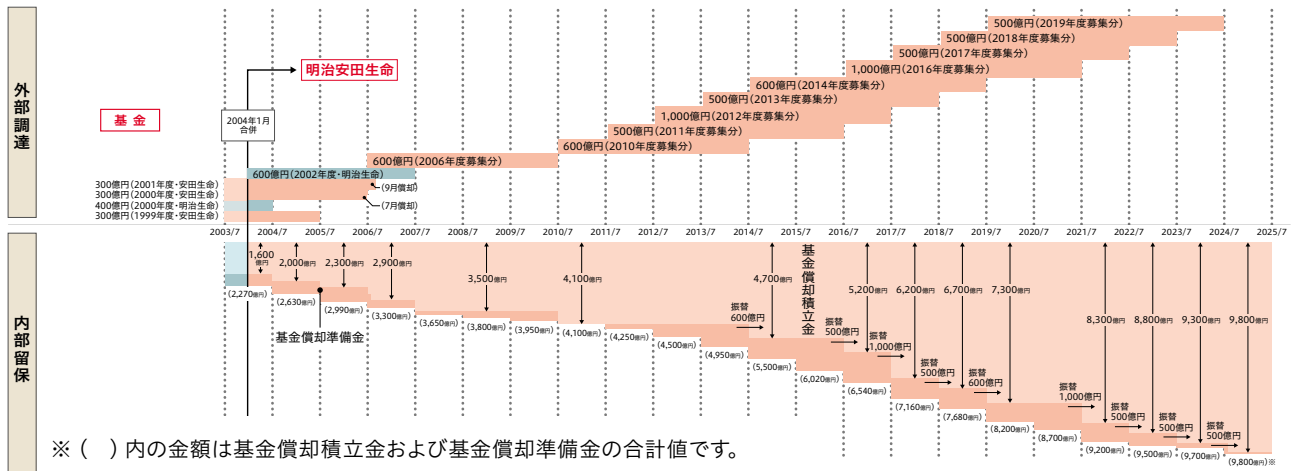 外部調達
基金
2004年1月
合併
明治安田生命
500億円(2019年度募集分)
500億円(2018年度募集分)
500億円(2017年度募集分)
1,000億円(2016年度募集分)
600億円(2014年度募集分)
500億円(2013年度募集分)
1,000億円(2012年度募集分)
500億円(2011年度募集分)
600億円(2010年度募集分)
600億円(2006年度募集分)
600億円(2002年度・明治生命)
300億円(2001年度・安田生命)
(9月償却)
300億円(2000年度・安田生命)
(7月償却)
400億円(2000年度・明治生命)
300億円(1999年度・安田生命)
2003/7 2004/7 2005/7 2006/7 2007/7 2008/7 2009/7 2010/7 2011/7 2012/7 2013/7 2014/7 2015/7 2016/7 2017/7 2018/7 2019/7 2020/7 2021/7 2022/7 2023/7 2024/7 2025/7
内部留保
1,600億円
2,000億円
2,300億円
2,900億円
3,500億円
4,100億円
4,700億円
基金償却積立金
5,200億円
6,200億円
6,700億円
7,300億円
8,300億円
8,800億円
9,300億円
9,800億円
振替
600億円
振替
500億円
振替
1,000億円
振替
500億円
振替
600億円
振替
1,000億円
振替
500億円
振替
500億円
振替
500億円
基金償却準備金
(2,270億円)
(2,630億円)
(2,990億円)
(3,300億円)
(3,650億円)
(3,800億円)
(3,950億円)
(4,100億円)
(4,250億円)
(4,500億円)
(4,950億円)
(5,500億円)
(6,020億円)
(6,540億円)
(7,160億円)
(7,680億円)
(8,200億円)
(8,700億円)
(9,200億円)
(9,500億円)
(9,700億円)
(9,800億円)※
※( )内の金額は基金償却積立金および基金償却準備金の合計値です。